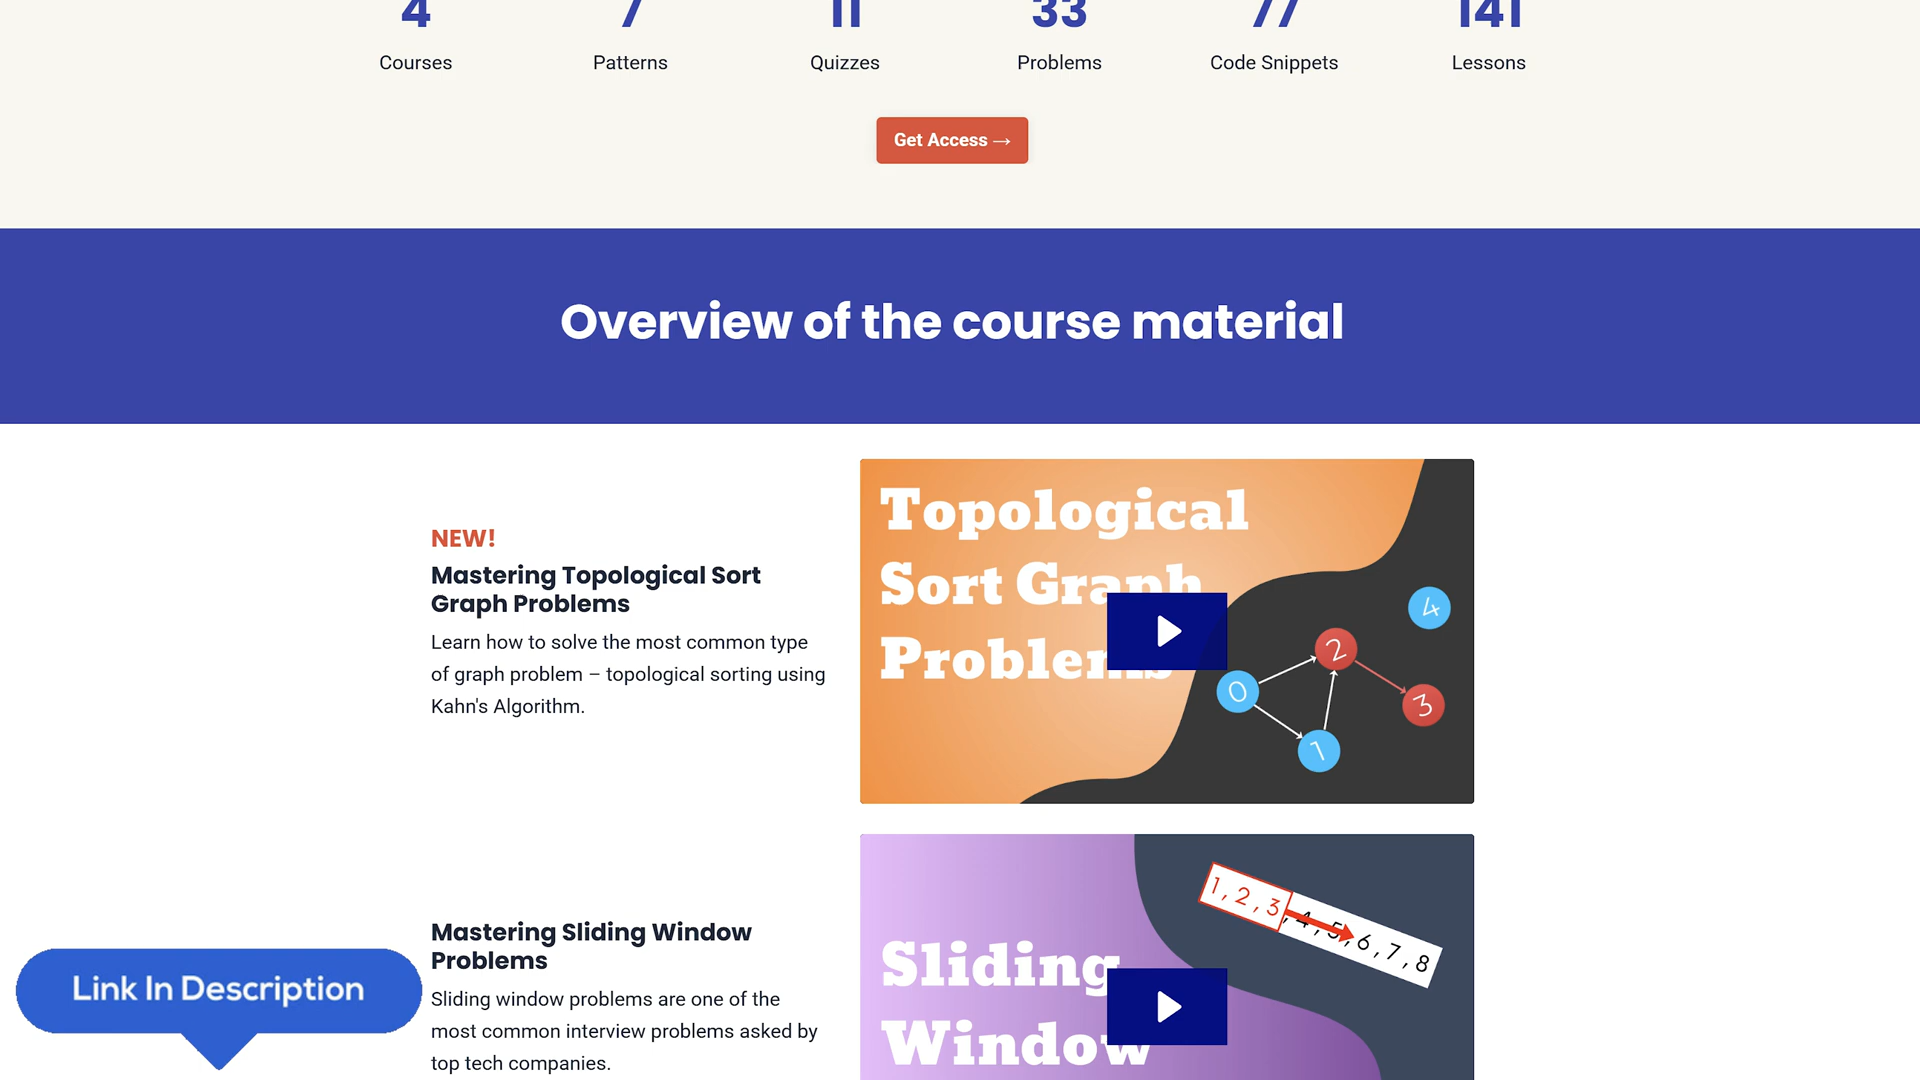 4 7 11 33 77 141
Courses Patterns Quizzes Problems Code Snippets Lessons
Get Access →
Overview of the course material
NEW!
Mastering Topological Sort
Graph Problems
Learn how to solve the most common type
of graph problem – topological sorting using
Kahn's Algorithm.
Topological
Sort Graph
Problems
4
2
0
3
1
Mastering Sliding Window
Problems
Sliding window problems are one of the
most common interview problems asked by
top tech companies.
1,2,3,4,5,6,7,8
Sliding
Window
Link In Description